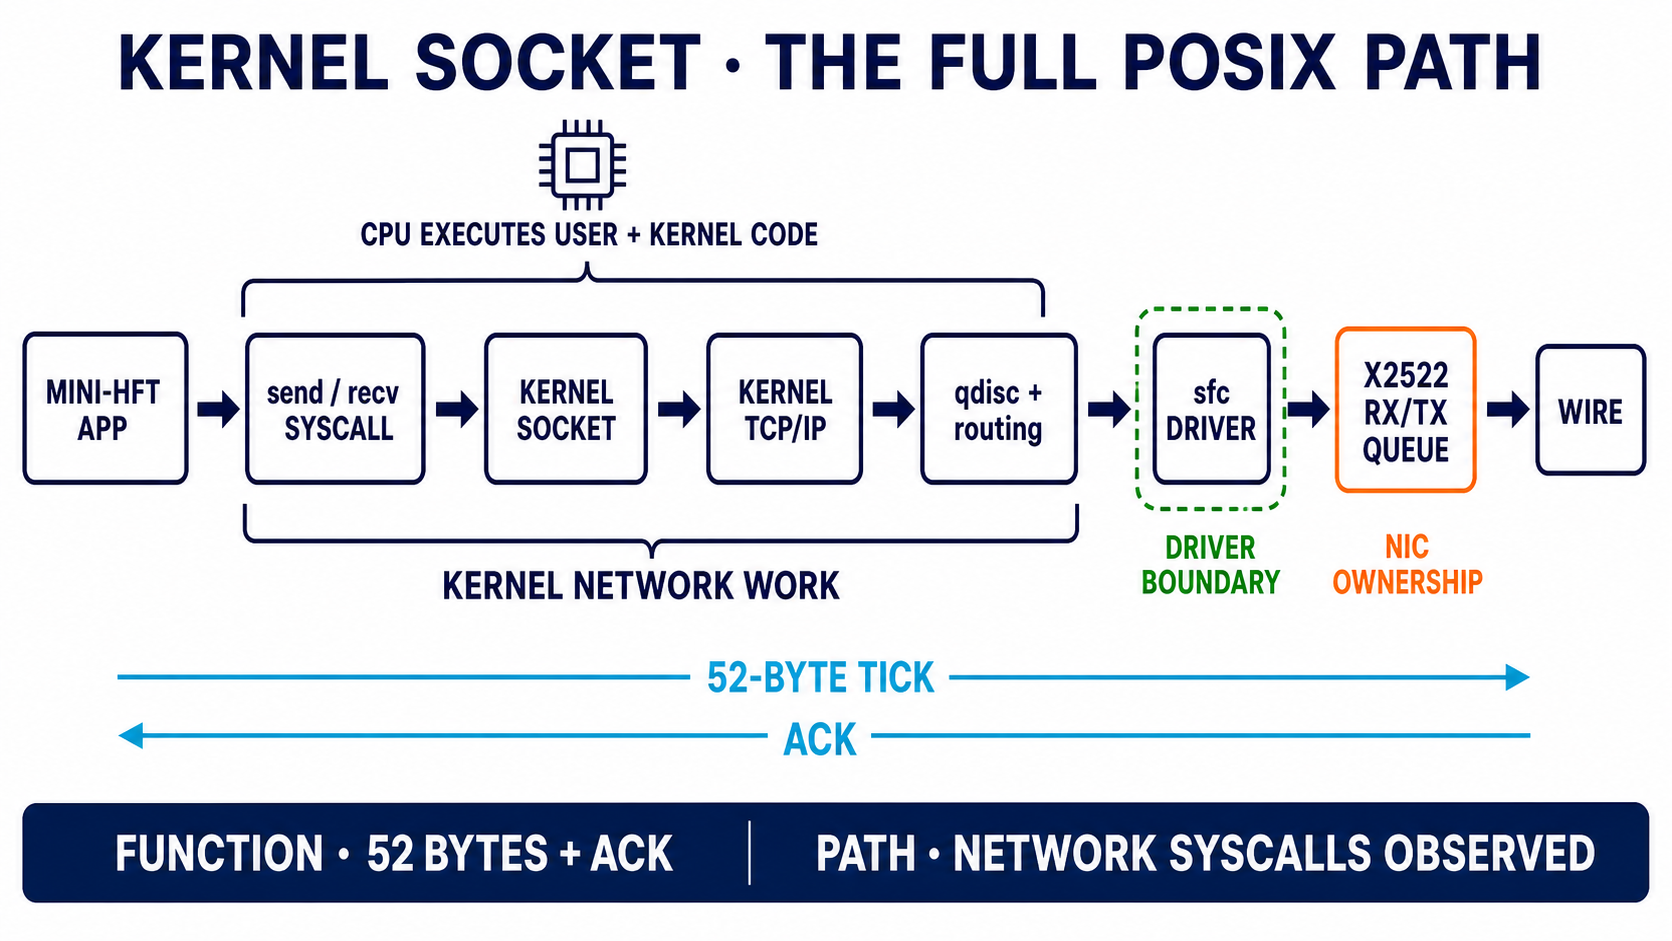 KERNEL SOCKET · THE FULL POSIX PATH
CPU EXECUTES USER + KERNEL CODE
MINI-HFT
APP
send / recv
SYSCALL
KERNEL
SOCKET
KERNEL
TCP/IP
qdisc +
routing
sfc
DRIVER
X2522
RX/TX
QUEUE
WIRE
KERNEL NETWORK WORK
DRIVER
BOUNDARY
NIC
OWNERSHIP
52-BYTE TICK
ACK
FUNCTION · 52 BYTES + ACK
PATH · NETWORK SYSCALLS OBSERVED